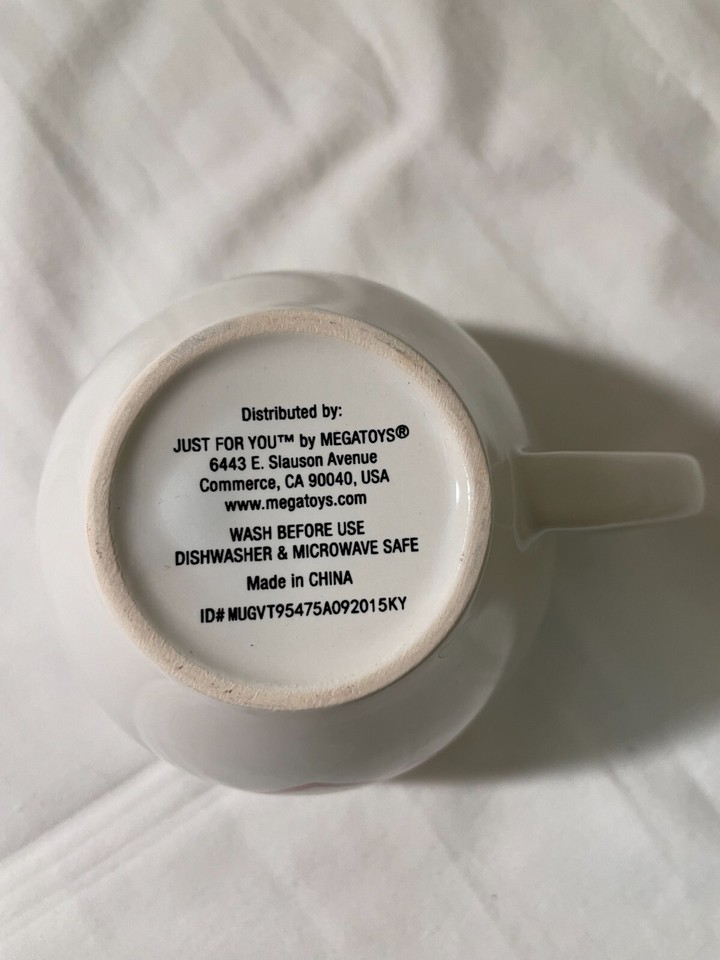 Distributed by:
JUST FOR YOU™ by MEGATOYS®
6443 E. Slauson Avenue
Commerce, CA 90040, USA
www.megatoys.com
WASH BEFORE USE
DISHWASHER & MICROWAVE SAFE
Made in CHINA
ID# MUGVT95475A092015KY